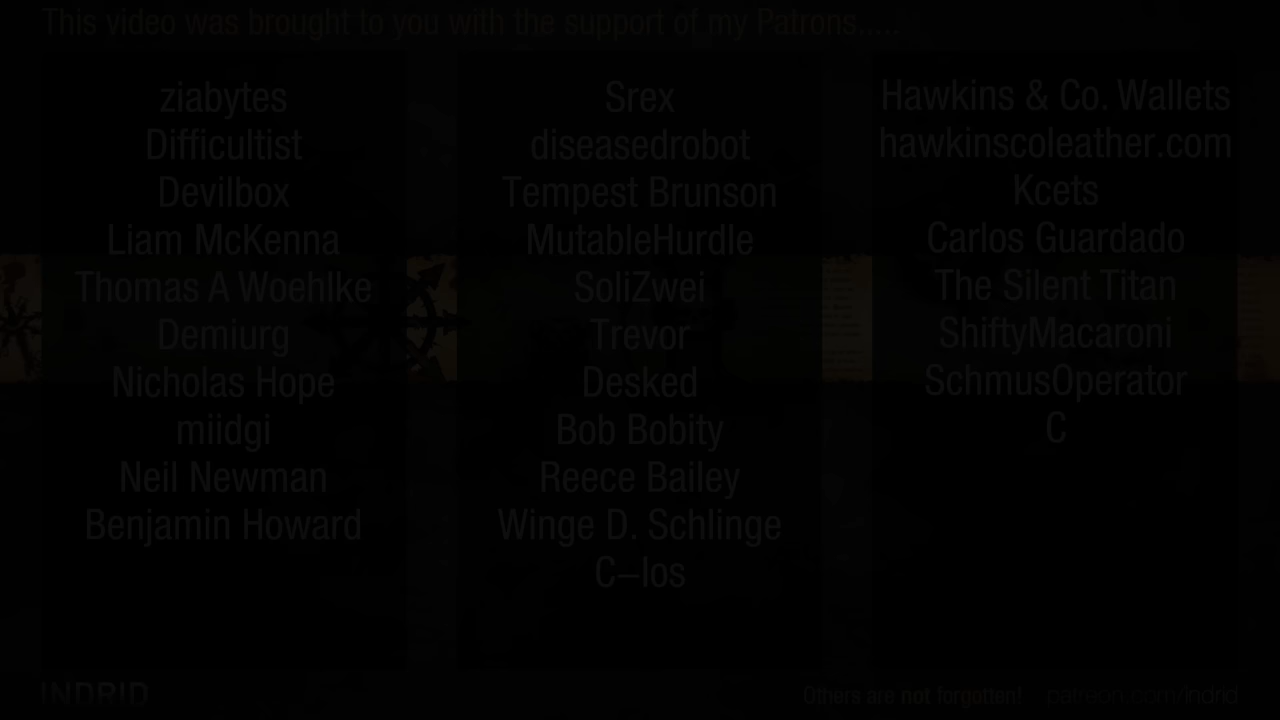 This video was brought to you with the support of my Patrons.....
ziabytes
Difficultist
Devilbox
Liam McKenna
Thomas A Woehlke
Demiurg
Nicholas Hope
miidgi
Neil Newman
Benjamin Howard
Srex
diseasedrobot
Tempest Brunson
MutableHurdle
SoliZwei
Trevor
Desked
Bob Bobity
Reece Bailey
Winge D. Schlinge
C–los
Hawkins & Co. Wallets
hawkinscoleather.com
Kcets
Carlos Guardado
The Silent Titan
ShiftyMacaroni
SchmusOperator
C
INDRID
Others are not forgotten! patreon.com/indrid